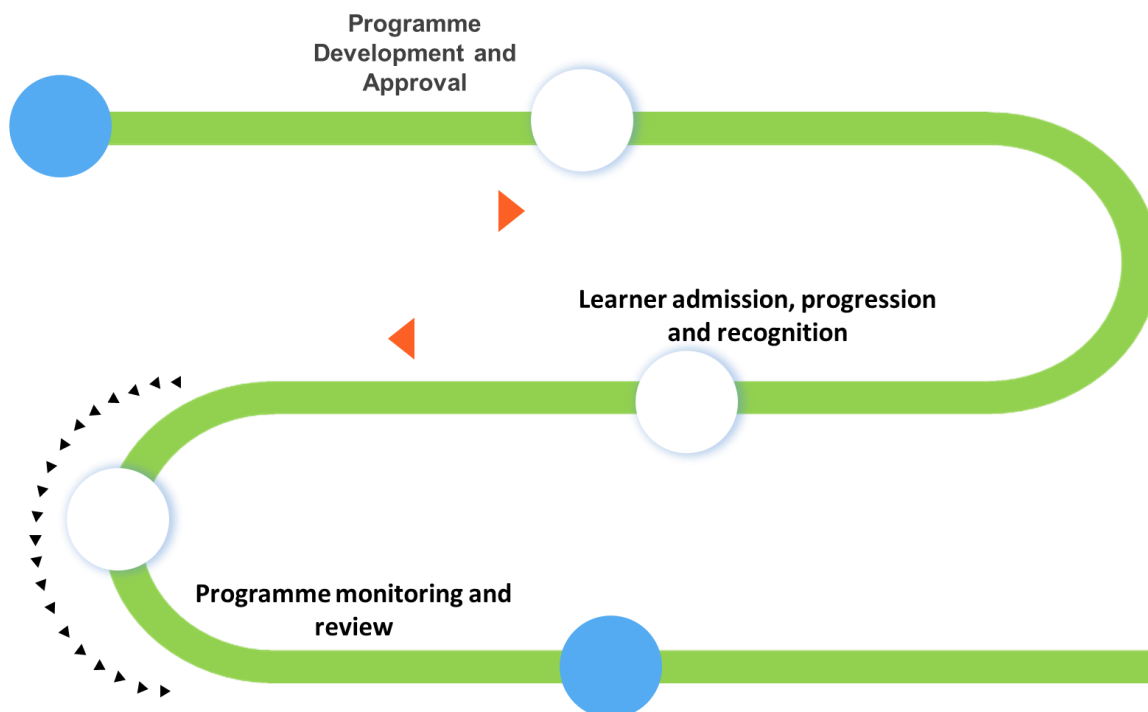 Programme
Development and
Approval
Learner admission, progression
and recognition
Programme monitoring and
review